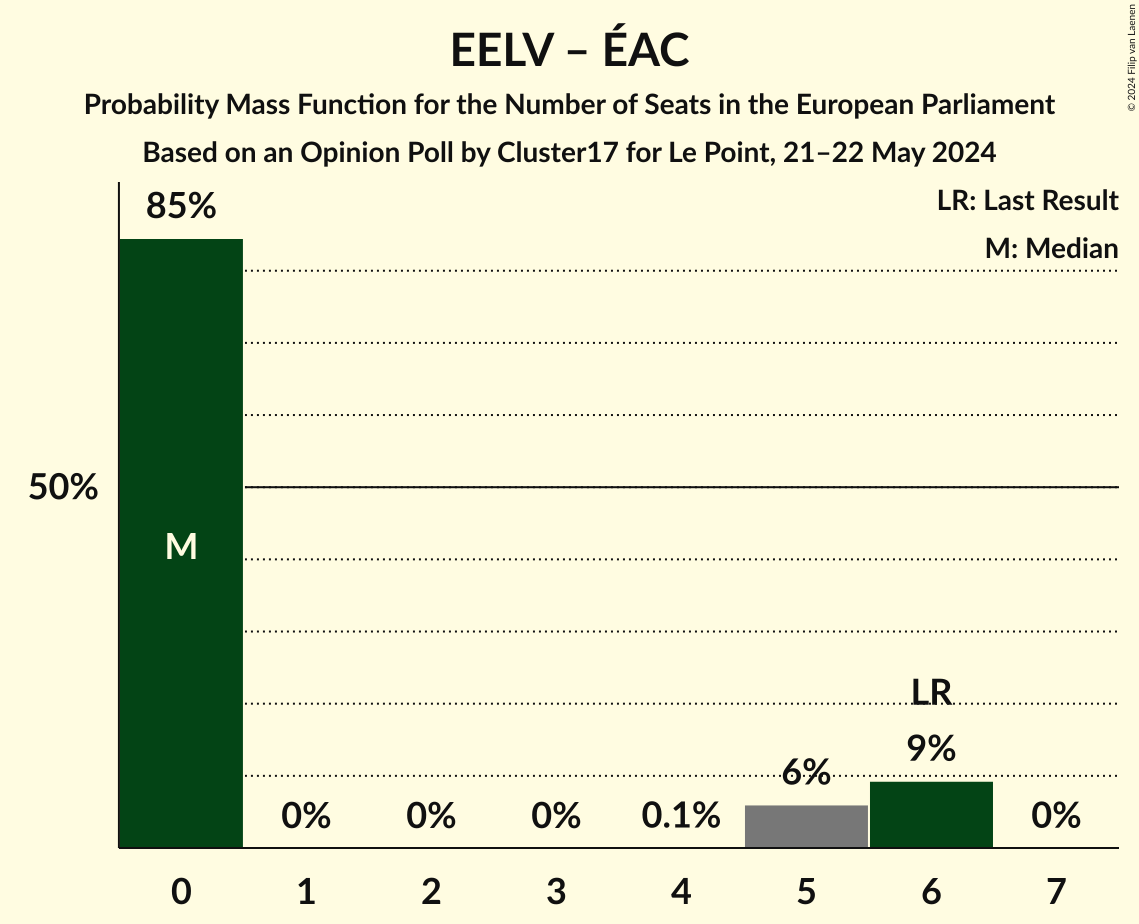 EELV – ÉAC
Probability Mass Function for the Number of Seats in the European Parliament
Based on an Opinion Poll by Cluster17 for Le Point, 21–22 May 2024
© 2024 Filip van Laenen
LR: Last Result
M: Median
85%
50%
M
LR
9%
6%
0%
0%
0%
0.1%
0%
0 1 2 3 4 5 6 7